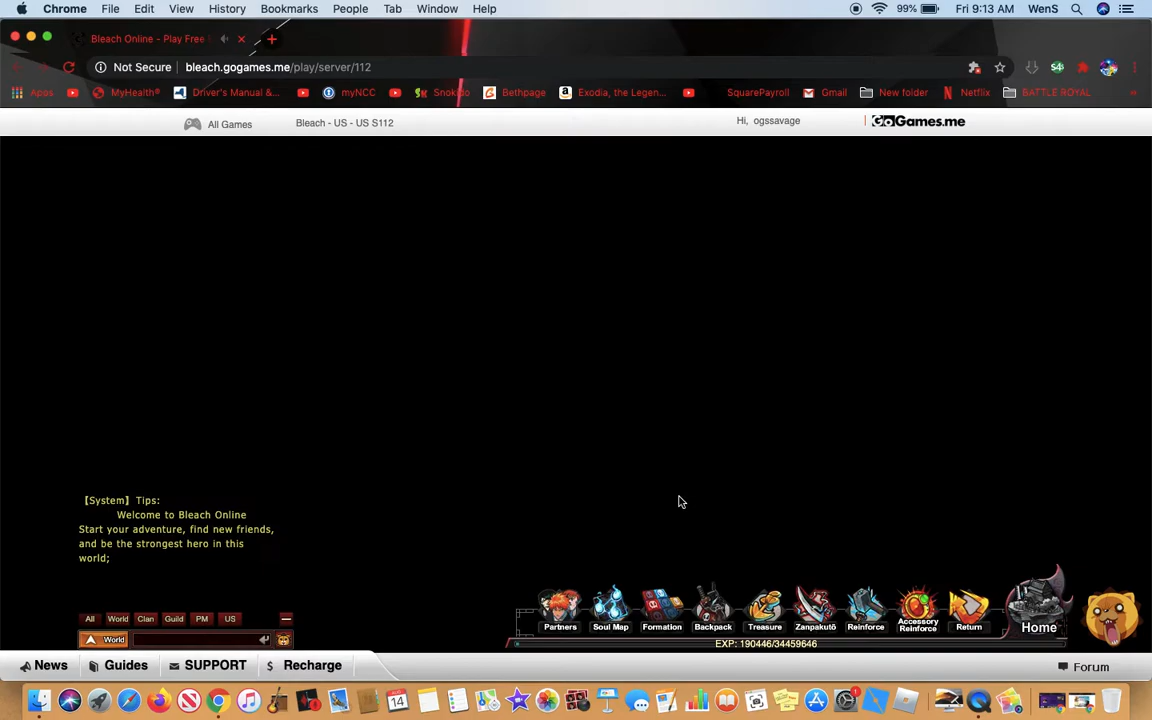 Chrome File Edit View History Bookmarks People Tab Window Help 99% Fri 9:13 AM WenS
Bleach Online - Play Free
Not Secure bleach.gogames.me/play/server/112
Apps MyHealth® Driver's Manual &... myNCC Snokido Bethpage Exodia, the Legen... SquarePayroll Gmail New folder Netflix BATTLE ROYAL
All Games Bleach - US - US S112 Hi, ogssavage GoGames.me
【System】Tips:
Welcome to Bleach Online
Start your adventure, find new friends,
and be the strongest hero in this
world;
All World Clan Guild PM US
World
Partners Soul Map Formation Backpack Treasure Zanpakutō Reinforce Accessory Reinforce Return Home
EXP: 190446/34459646
News Guides SUPPORT $ Recharge Forum
14